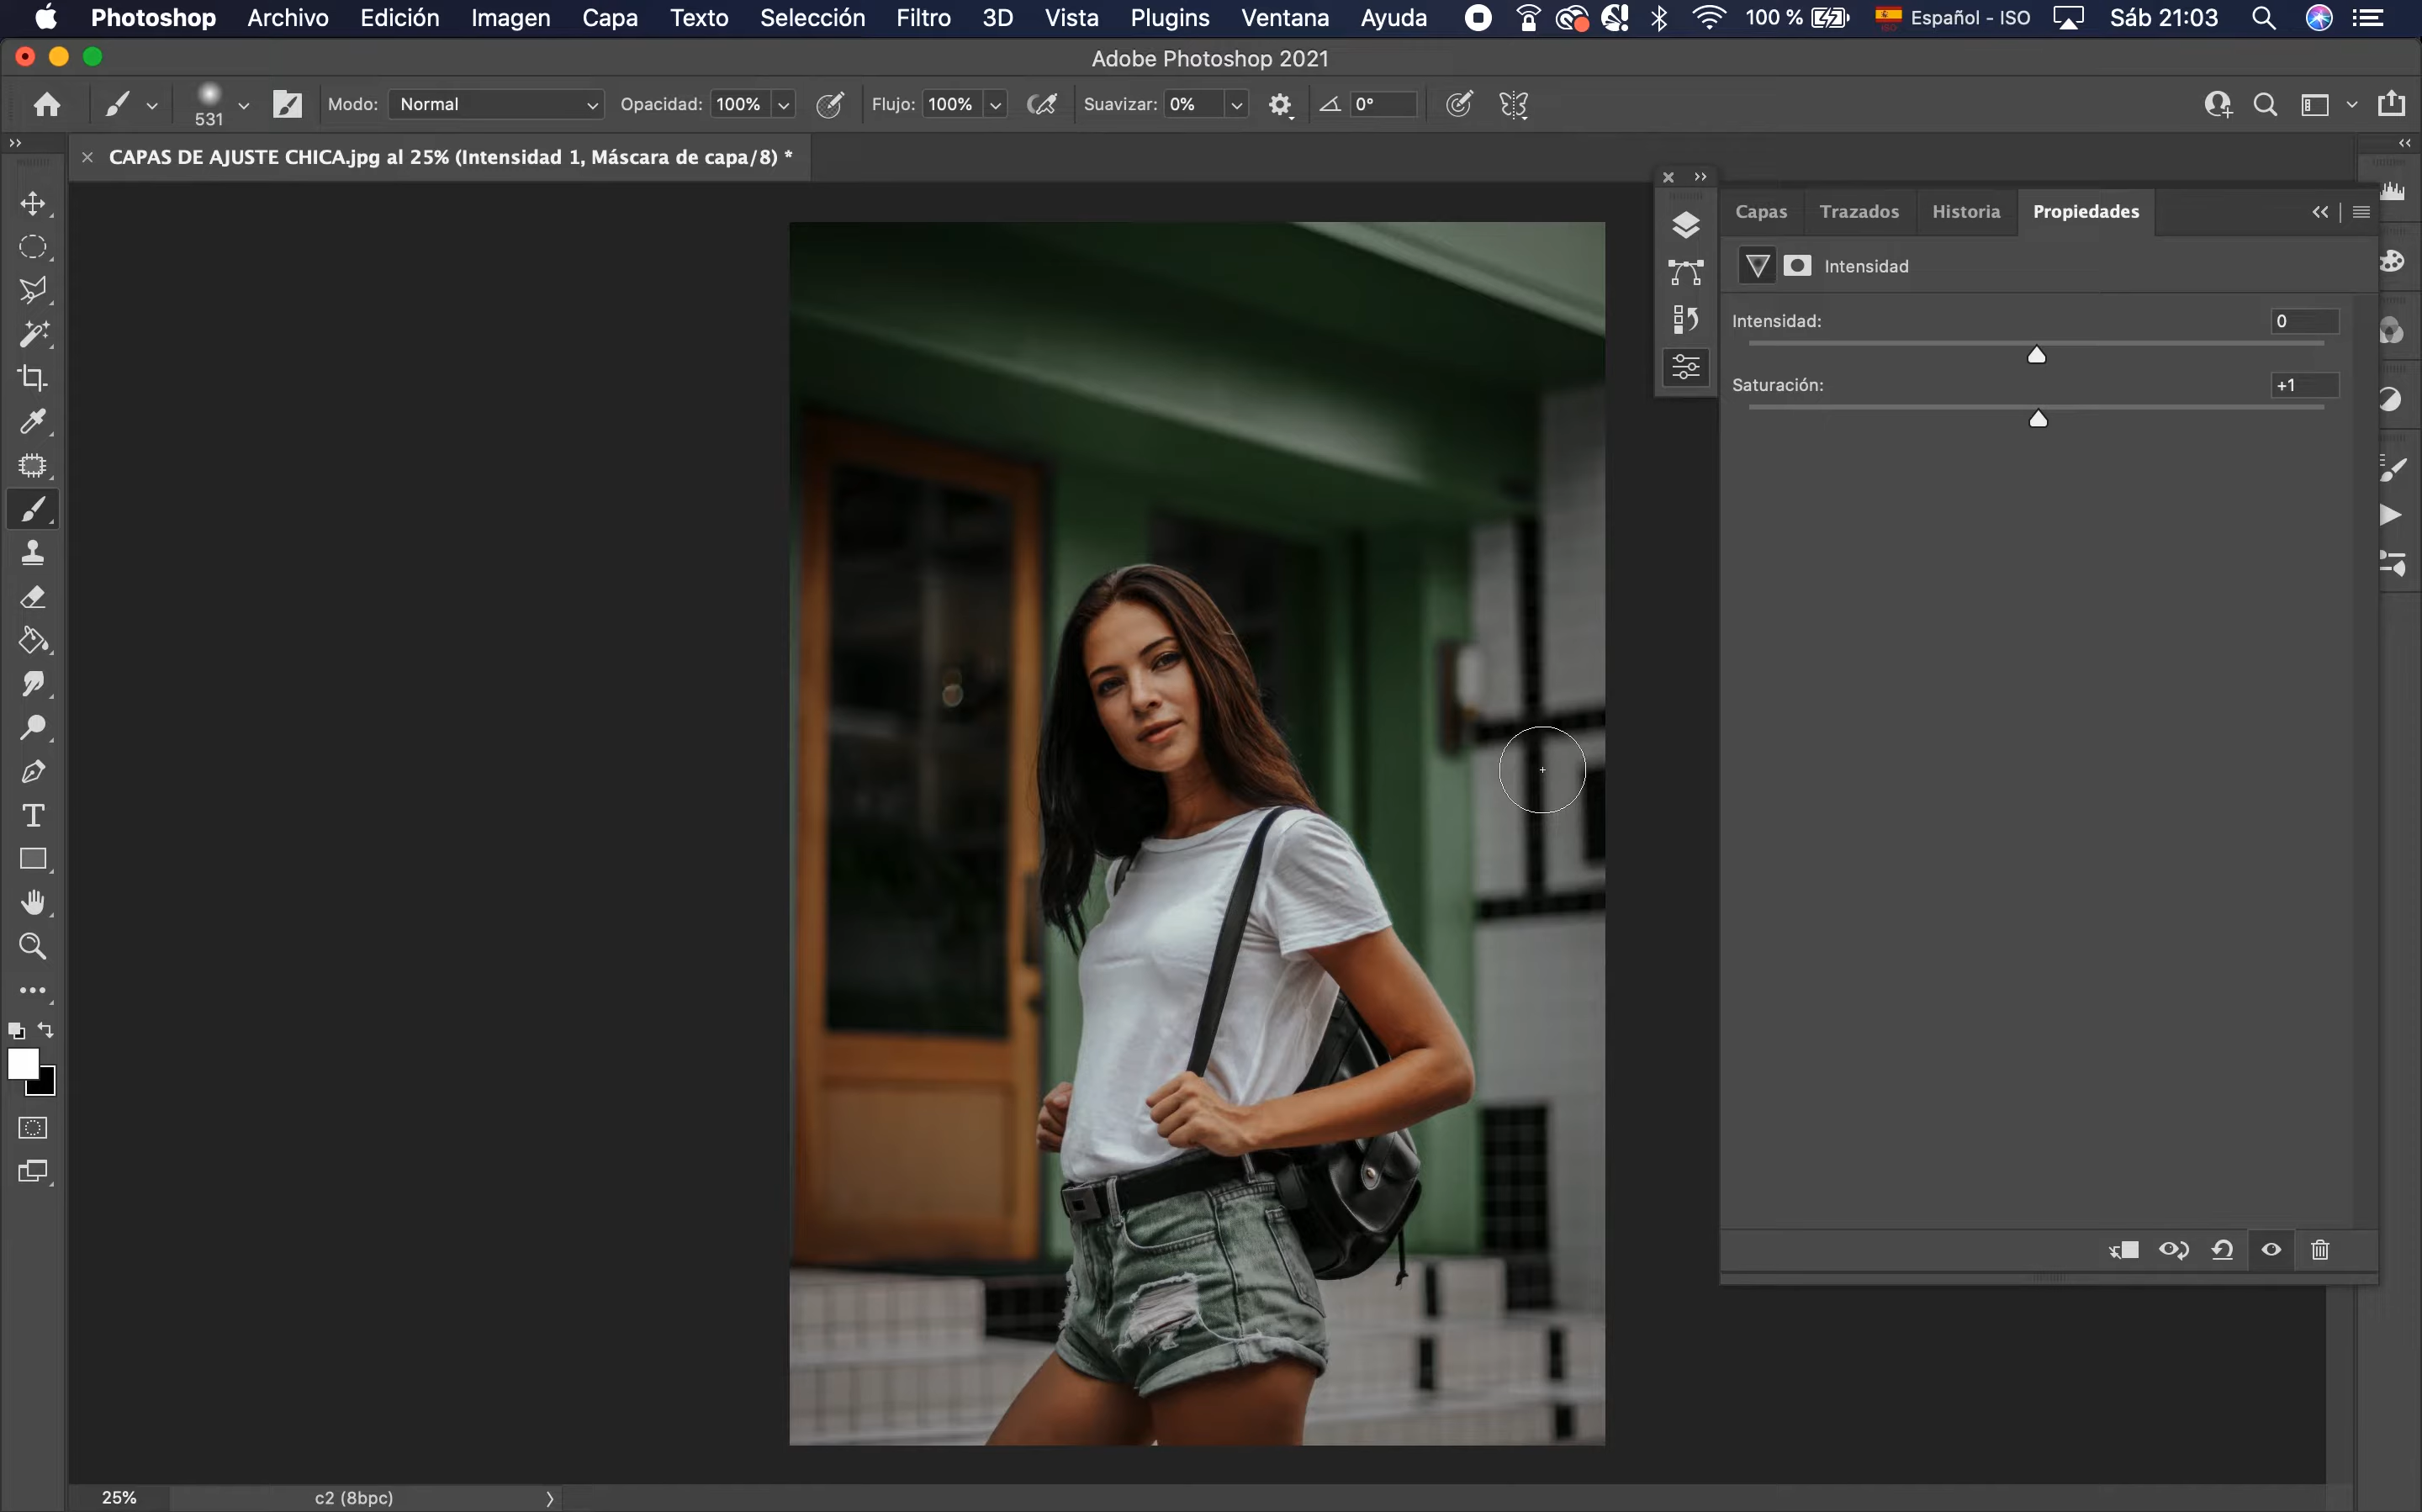 Photoshop Archivo Edición Imagen Capa Texto Selección Filtro 3D Vista Plugins Ventana Ayuda 100 % Español - ISO Sáb 21:03
Adobe Photoshop 2021
531 Modo: Normal Opacidad: 100% Flujo: 100% Suavizar: 0% 0°
CAPAS DE AJUSTE CHICA.jpg al 25% (Intensidad 1, Máscara de capa/8) *
Capas Trazados Historia Propiedades
Intensidad
Intensidad: 0
Saturación: +1
25% c2 (8bpc)